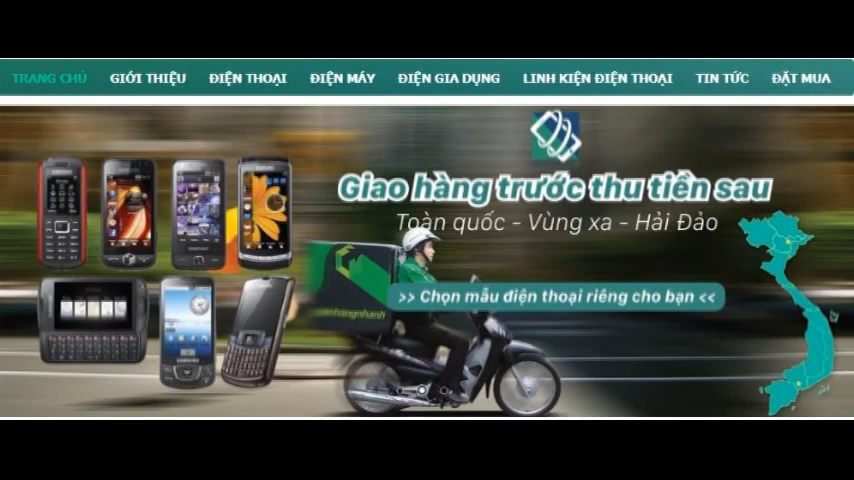 TRANG CHỦ GIỚI THIỆU ĐIỆN THOẠI ĐIỆN MÁY ĐIỆN GIA DỤNG LINH KIỆN ĐIỆN THOẠI TIN TỨC ĐẶT MUA
Giao hàng trước thu tiền sau
Toàn quốc - Vùng xa - Hải Đảo
>> Chọn mẫu điện thoại riêng cho bạn <<